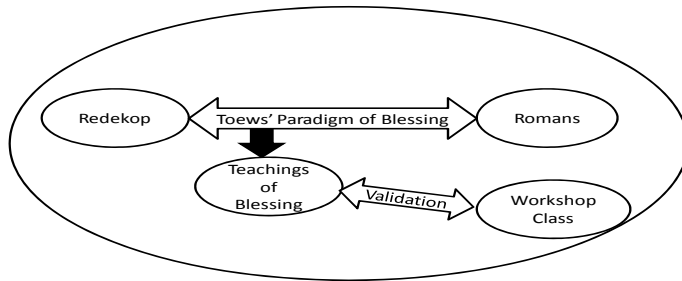 Redekop
Toews' Paradigm of Blessing
Romans
Teachings
of
Blessing
Validation
Workshop
Class